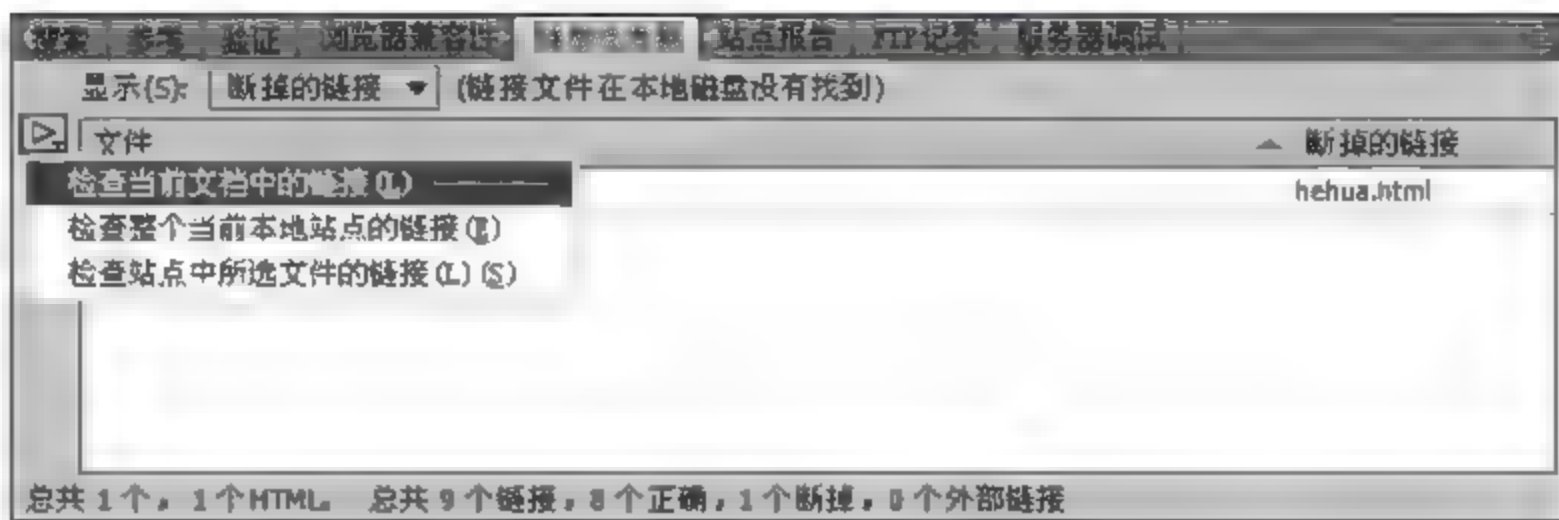 搜索 参考 验证 浏览器兼容性 站点报告 FTP记录 服务器调试
显示(S): 断掉的链接 (链接文件在本地磁盘没有找到)
文件 断掉的链接
检查当前文档中的链接(L) hehua.html
检查整个当前本地站点的链接(E)
检查站点中所选文件的链接(L)(S)
总共 1 个, 1个HTML。 总共 9 个链接, 8 个正确, 1 个断掉, 0 个外部链接